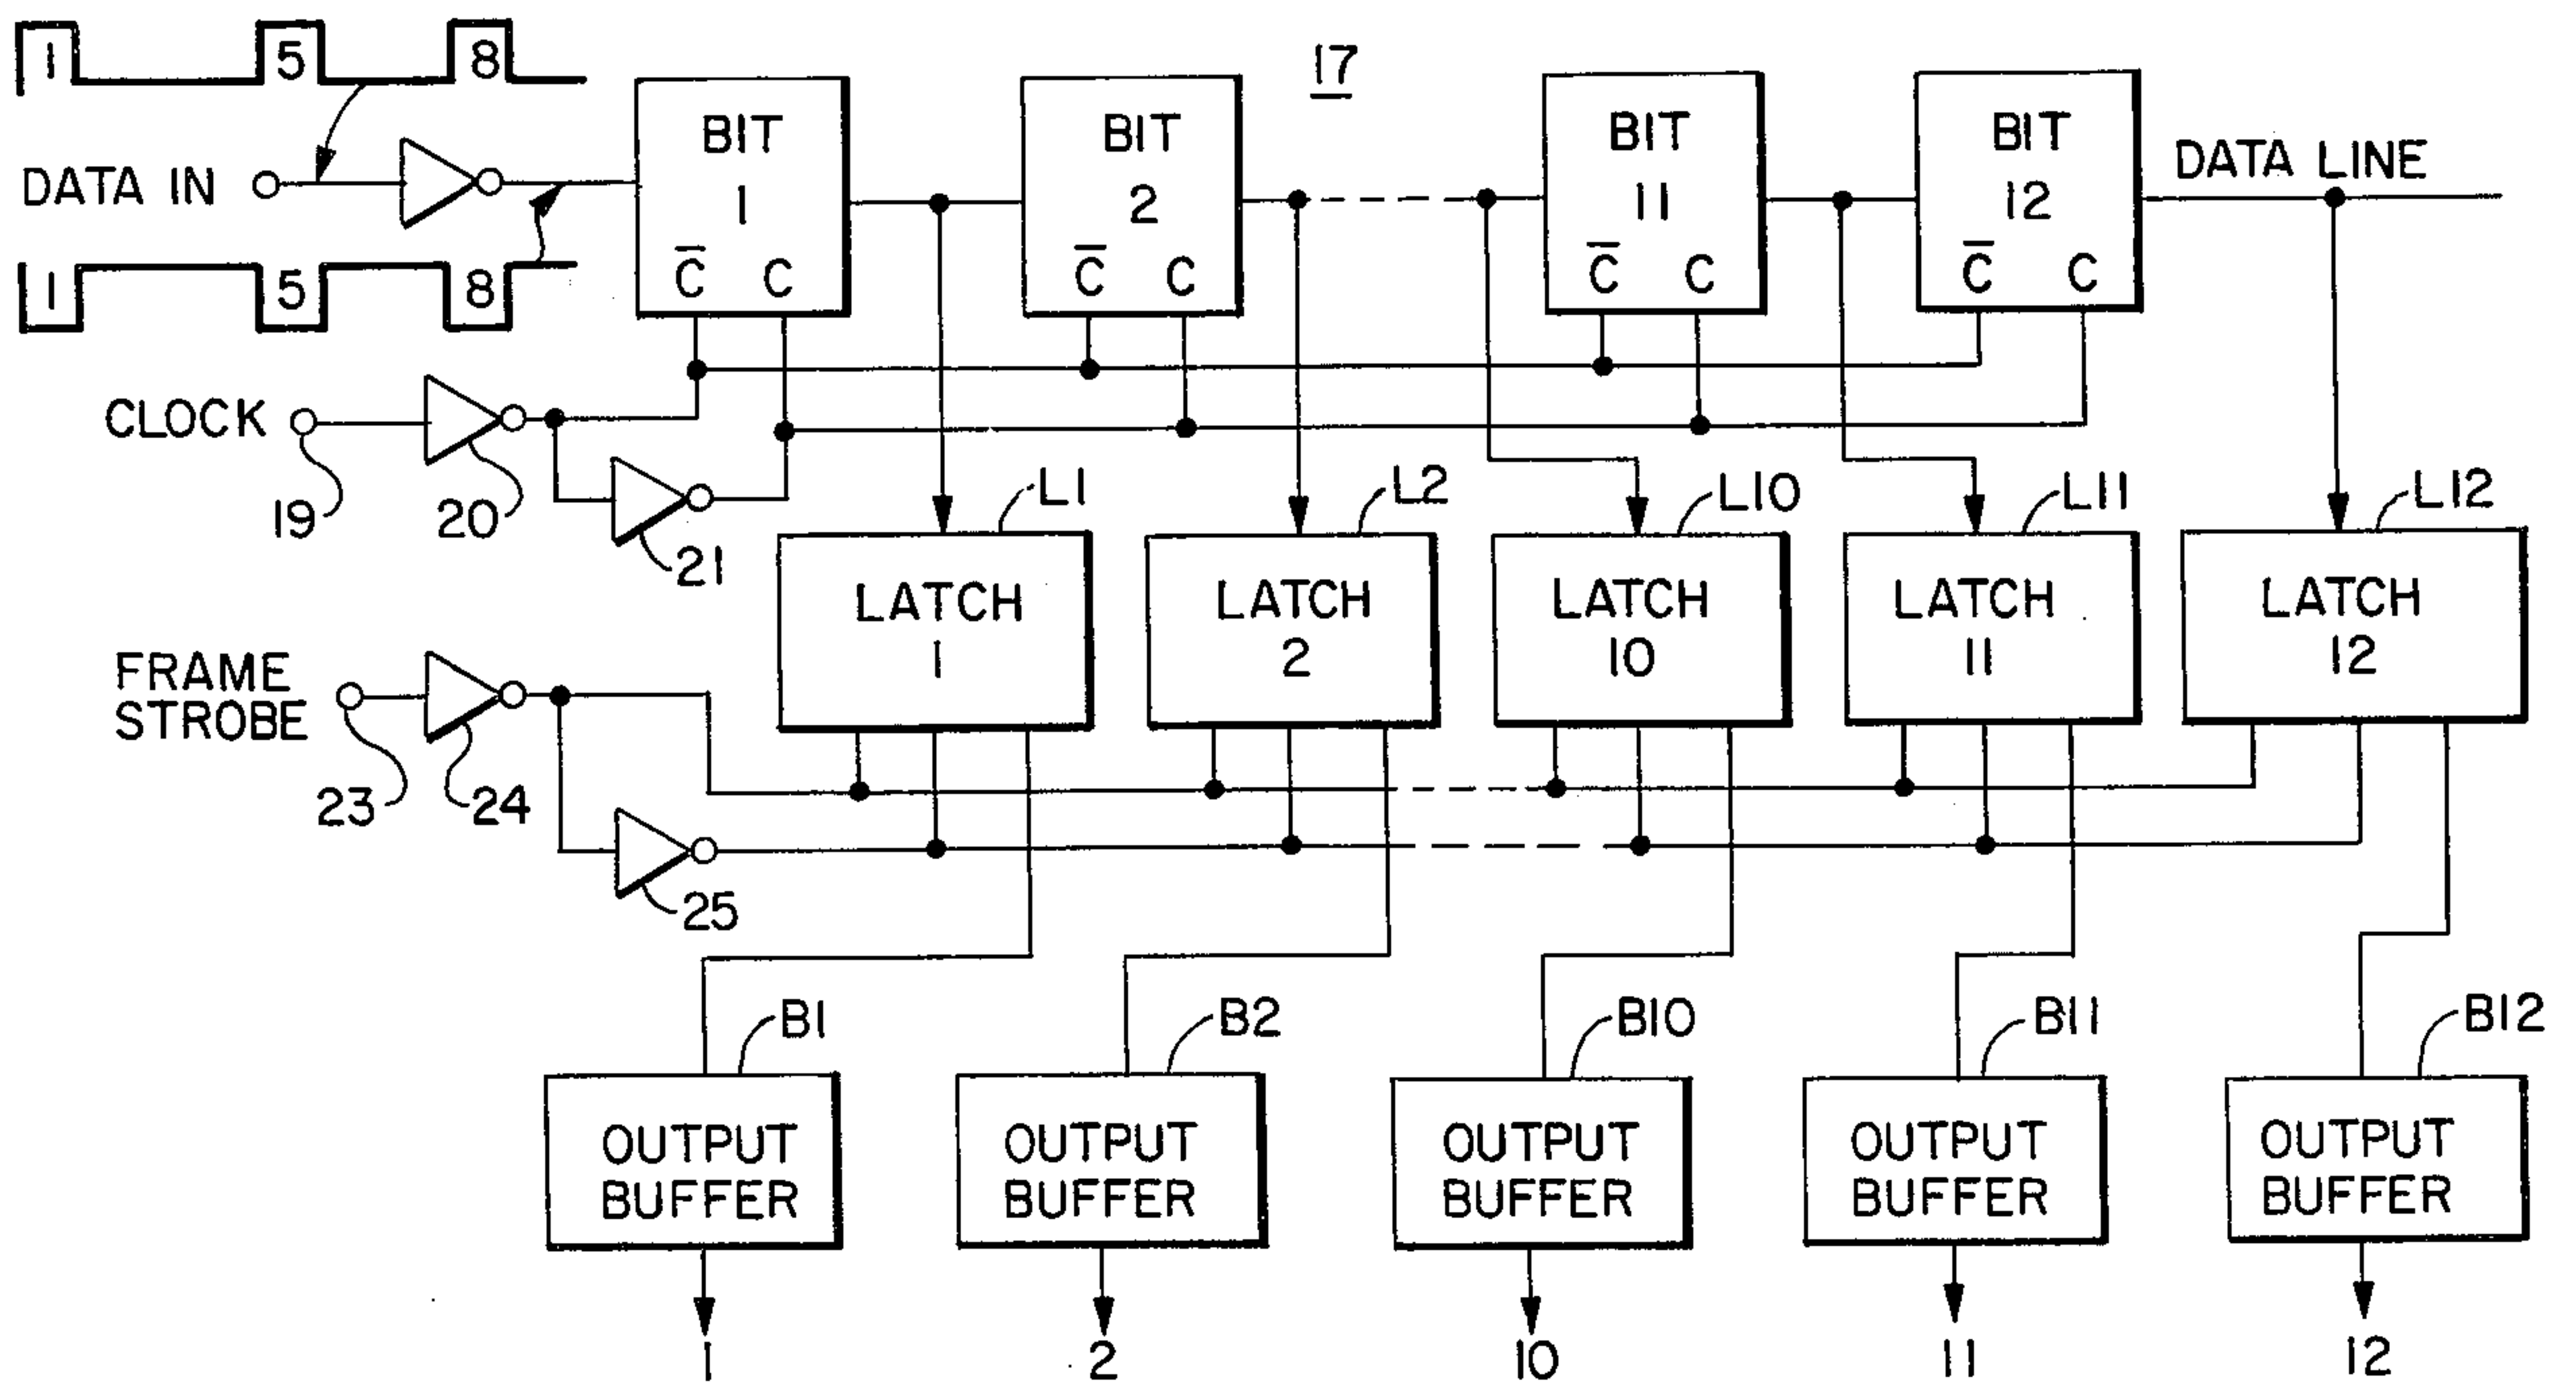 1 5 8
17
BIT 1 C̅ C
BIT 2 C̅ C
BIT 11 C̅ C
BIT 12 C̅ C
DATA LINE
DATA IN
1 5 8
CLOCK
19
20
21
L1
L2
L10
L11
L12
LATCH 1
LATCH 2
LATCH 10
LATCH 11
LATCH 12
FRAME
STROBE
23
24
25
B1
B2
B10
B11
B12
OUTPUT BUFFER
OUTPUT BUFFER
OUTPUT BUFFER
OUTPUT BUFFER
OUTPUT BUFFER
1
2
10
11
12